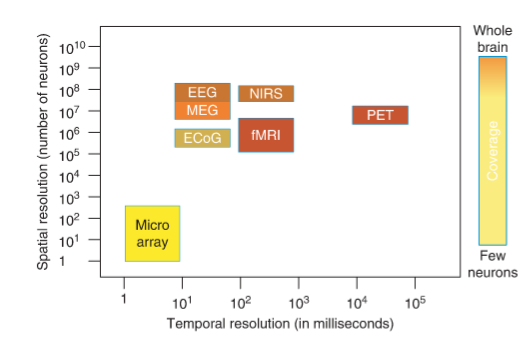 Whole
brain
Spatial resolution (number of neurons)
10¹⁰
10⁹
10⁸
10⁷
10⁶
10⁵
10⁴
10³
10²
10¹
1
EEG
MEG
ECoG
NIRS
fMRI
PET
Micro
array
Coverage
Few
neurons
1
10¹
10²
10³
10⁴
10⁵
Temporal resolution (in milliseconds)